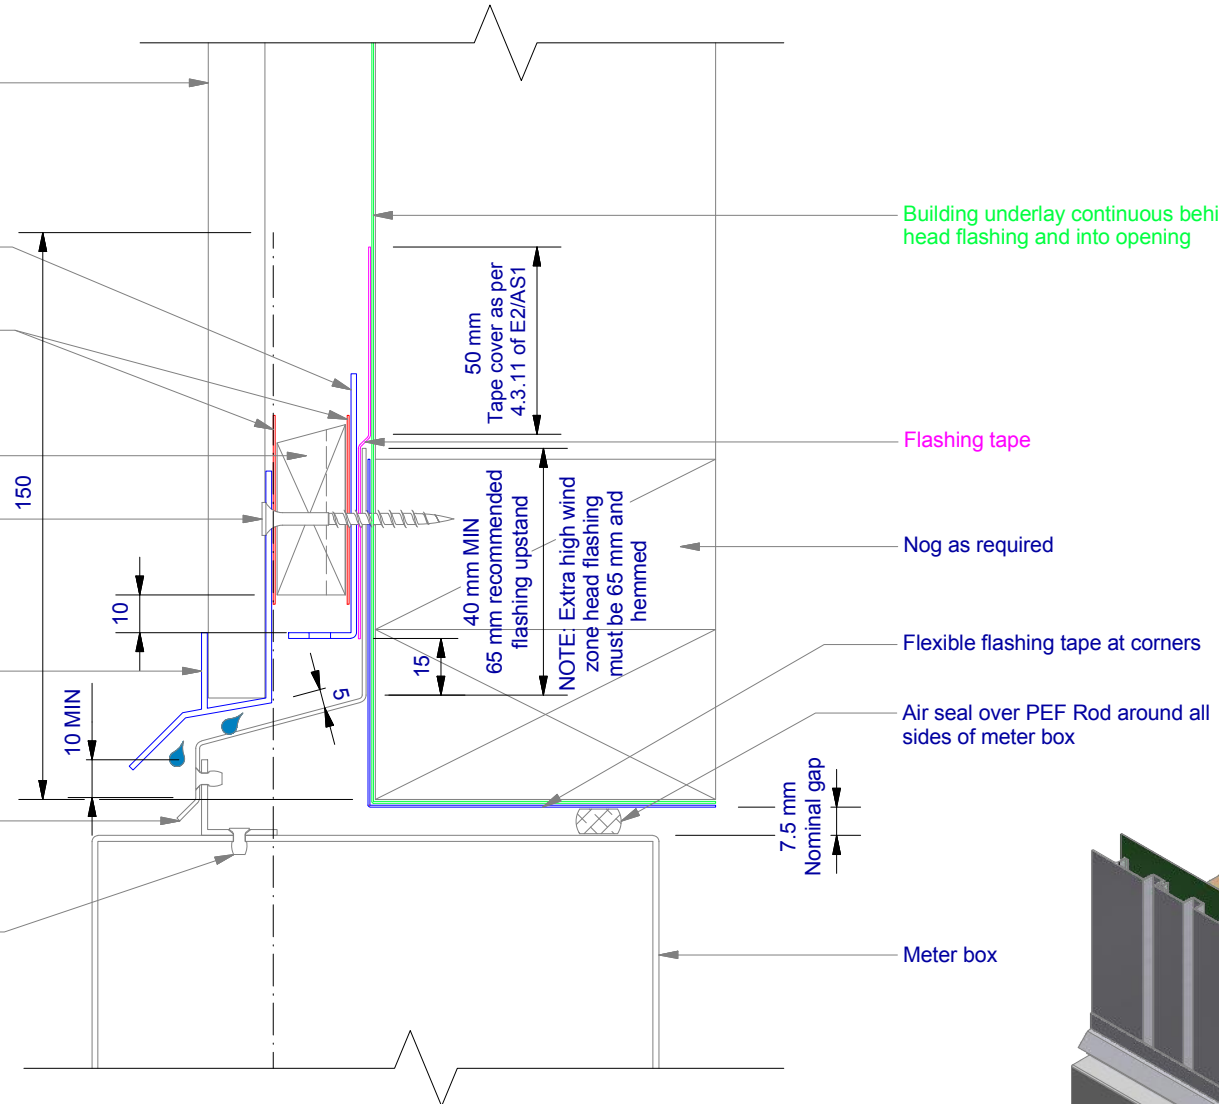 Building underlay continuous behi
head flashing and into opening
50 mm
Tape cover as per
4.3.11 of E2/AS1
Flashing tape
150
40 mm MIN
65 mm recommended
flashing upstand
NOTE: Extra high wind
zone head flashing
must be 65 mm and
hemmed
Nog as required
10
15
5
Flexible flashing tape at corners
10 MIN
Air seal over PEF Rod around all
sides of meter box
7.5 mm
Nominal gap
Meter box